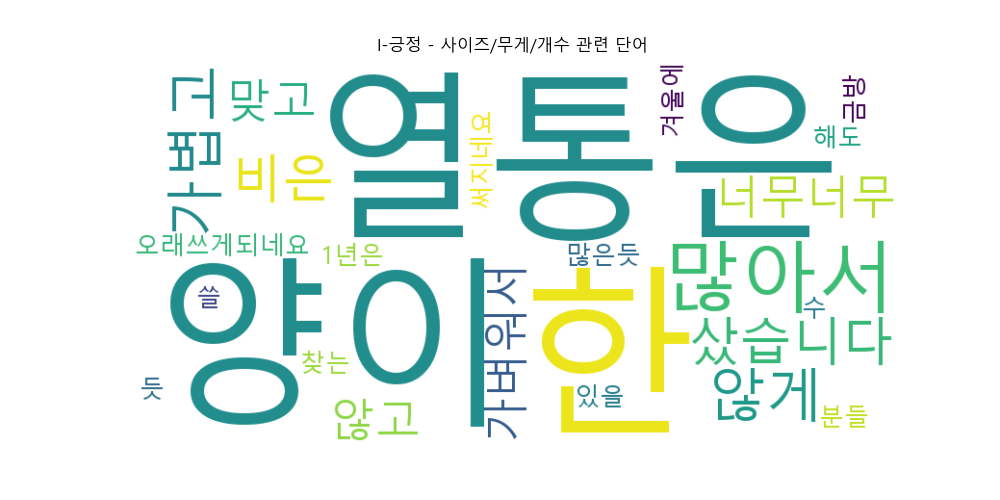 I-긍정 - 사이즈/무게/개수 관련 단어
가볍고
맞고
열통은
겨울에
금방
해도
비은
써지네요
너무너무
오래쓰게되네요
1년은
많은듯
많아서
양이
한
쓸
가벼워서
수
샀습니다
찾는
듯
않고
있을
않게
분들